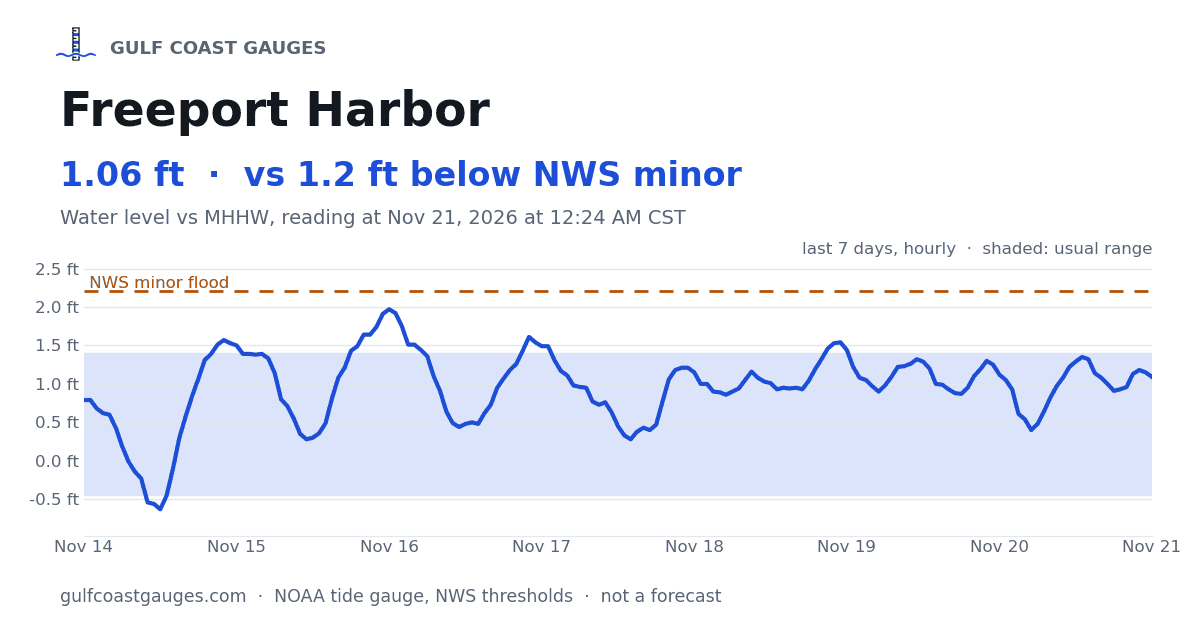 GULF COAST GAUGES
Freeport Harbor
1.06 ft · vs 1.2 ft below NWS minor
Water level vs MHHW, reading at Nov 21, 2026 at 12:24 AM CST
last 7 days, hourly · shaded: usual range
2.5 ft
NWS minor flood
2.0 ft
1.5 ft
1.0 ft
0.5 ft
0.0 ft
-0.5 ft
Nov 14 Nov 15 Nov 16 Nov 17 Nov 18 Nov 19 Nov 20 Nov 21
gulfcoastgauges.com · NOAA tide gauge, NWS thresholds · not a forecast